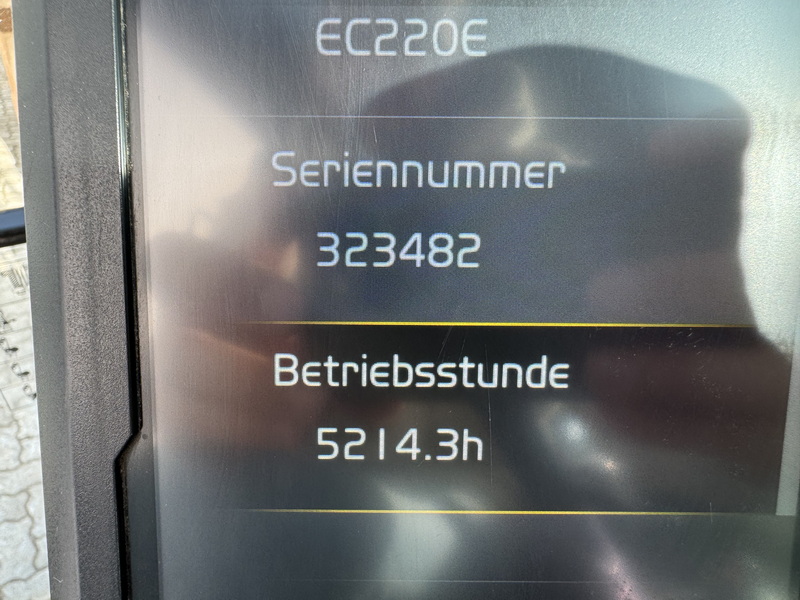 EC220E
Seriennummer
323482
Betriebsstunde
5214.3h